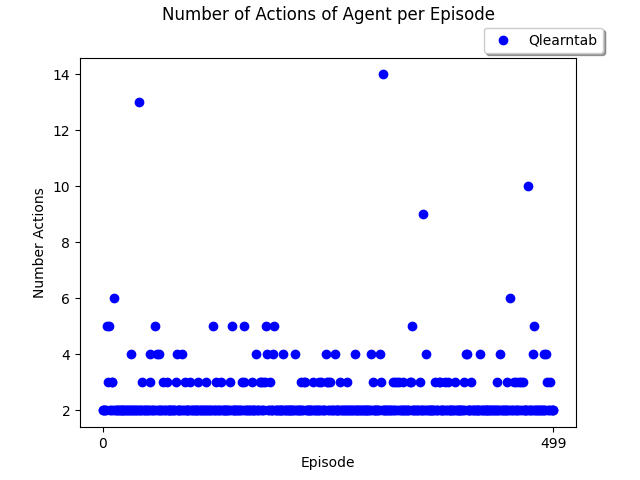 Number of Actions of Agent per Episode
Qlearntab
14
12
10
8
6
4
2
Number Actions
0
499
Episode